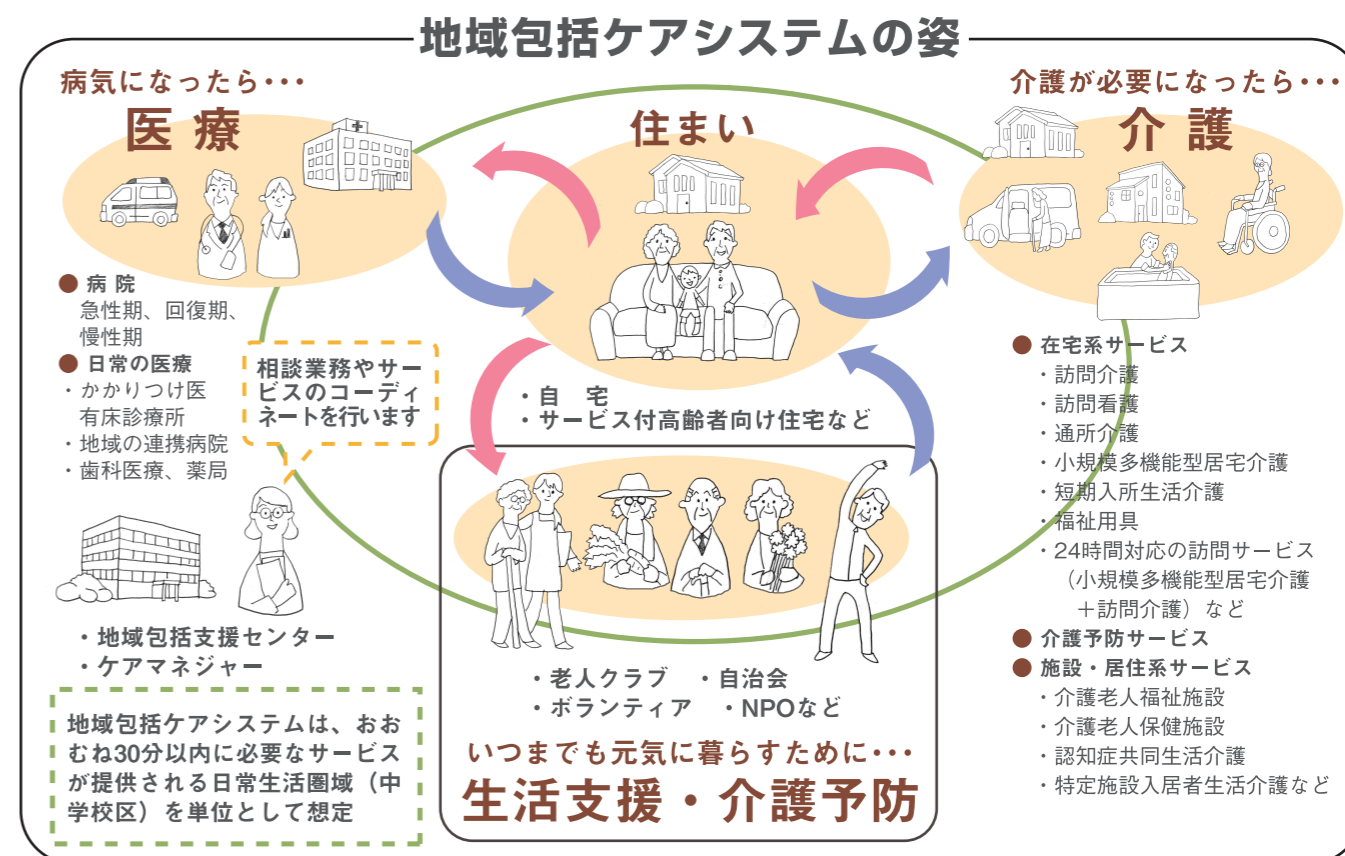 地域包括ケアシステムの姿
病気になったら・・・
医療
● 病院
急性期、回復期、
慢性期
● 日常の医療
・かかりつけ医
有床診療所
・地域の連携病院
・歯科医療、薬局
相談業務やサー
ビスのコーディ
ネートを行います
・地域包括支援センター
・ケアマネジャー
地域包括ケアシステムは、おお
むね30分以内に必要なサービス
が提供される日常生活圏域（中
学校区）を単位として想定
住まい
・自　宅
・サービス付高齢者向け住宅など
・老人クラブ　・自治会
・ボランティア　・NPOなど
いつまでも元気に暮らすために・・・
生活支援・介護予防
介護が必要になったら・・・
介護
● 在宅系サービス
・訪問介護
・訪問看護
・通所介護
・小規模多機能型居宅介護
・短期入所生活介護
・福祉用具
・24時間対応の訪問サービス
（小規模多機能型居宅介護
＋訪問介護）など
● 介護予防サービス
● 施設・居住系サービス
・介護老人福祉施設
・介護老人保健施設
・認知症共同生活介護
・特定施設入居者生活介護など